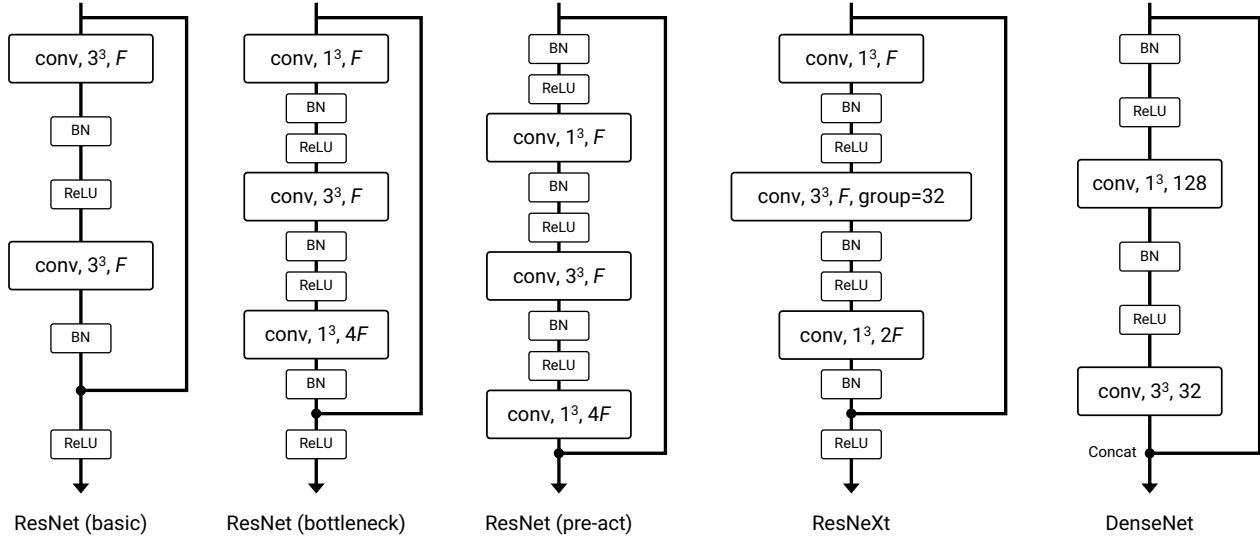 conv, 3³, F
BN
ReLU
conv, 3³, F
BN
ReLU
ResNet (basic)
conv, 1³, F
BN
ReLU
conv, 3³, F
BN
ReLU
conv, 1³, 4F
BN
ReLU
ResNet (bottleneck)
BN
ReLU
conv, 1³, F
BN
ReLU
conv, 3³, F
BN
ReLU
conv, 1³, 4F
ResNet (pre-act)
conv, 1³, F
BN
ReLU
conv, 3³, F, group=32
BN
ReLU
conv, 1³, 2F
BN
ReLU
ResNeXt
BN
ReLU
conv, 1³, 128
BN
ReLU
conv, 3³, 32
Concat
DenseNet